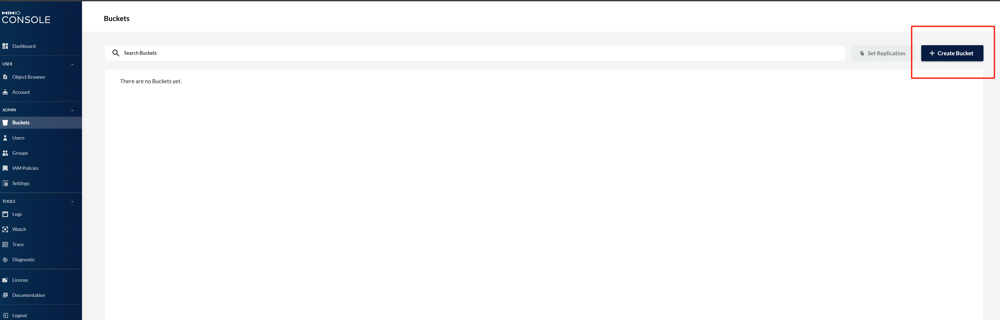 MINIO
CONSOLE
Dashboard
USER
Object Browser
Account
ADMIN
Buckets
Users
Groups
IAM Policies
Settings
TOOLS
Logs
Watch
Trace
Diagnostic
License
Documentation
Logout
Buckets
Search Buckets
Set Replication
Create Bucket
There are no Buckets yet.